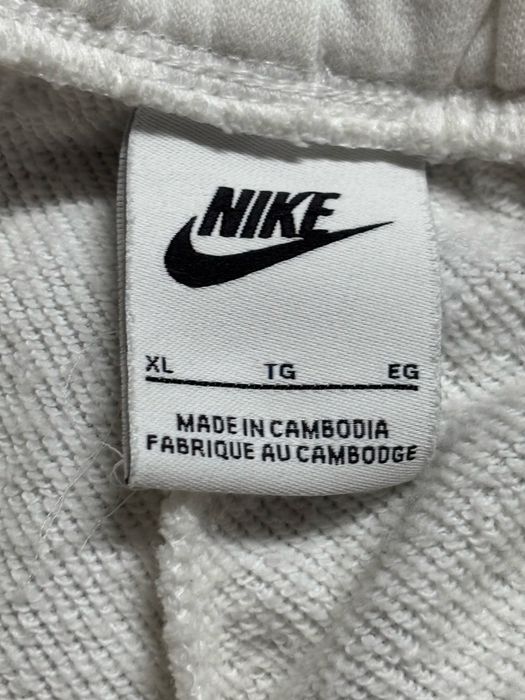 NIKE
XL TG EG
MADE IN CAMBODIA
FABRIQUE AU CAMBODGE